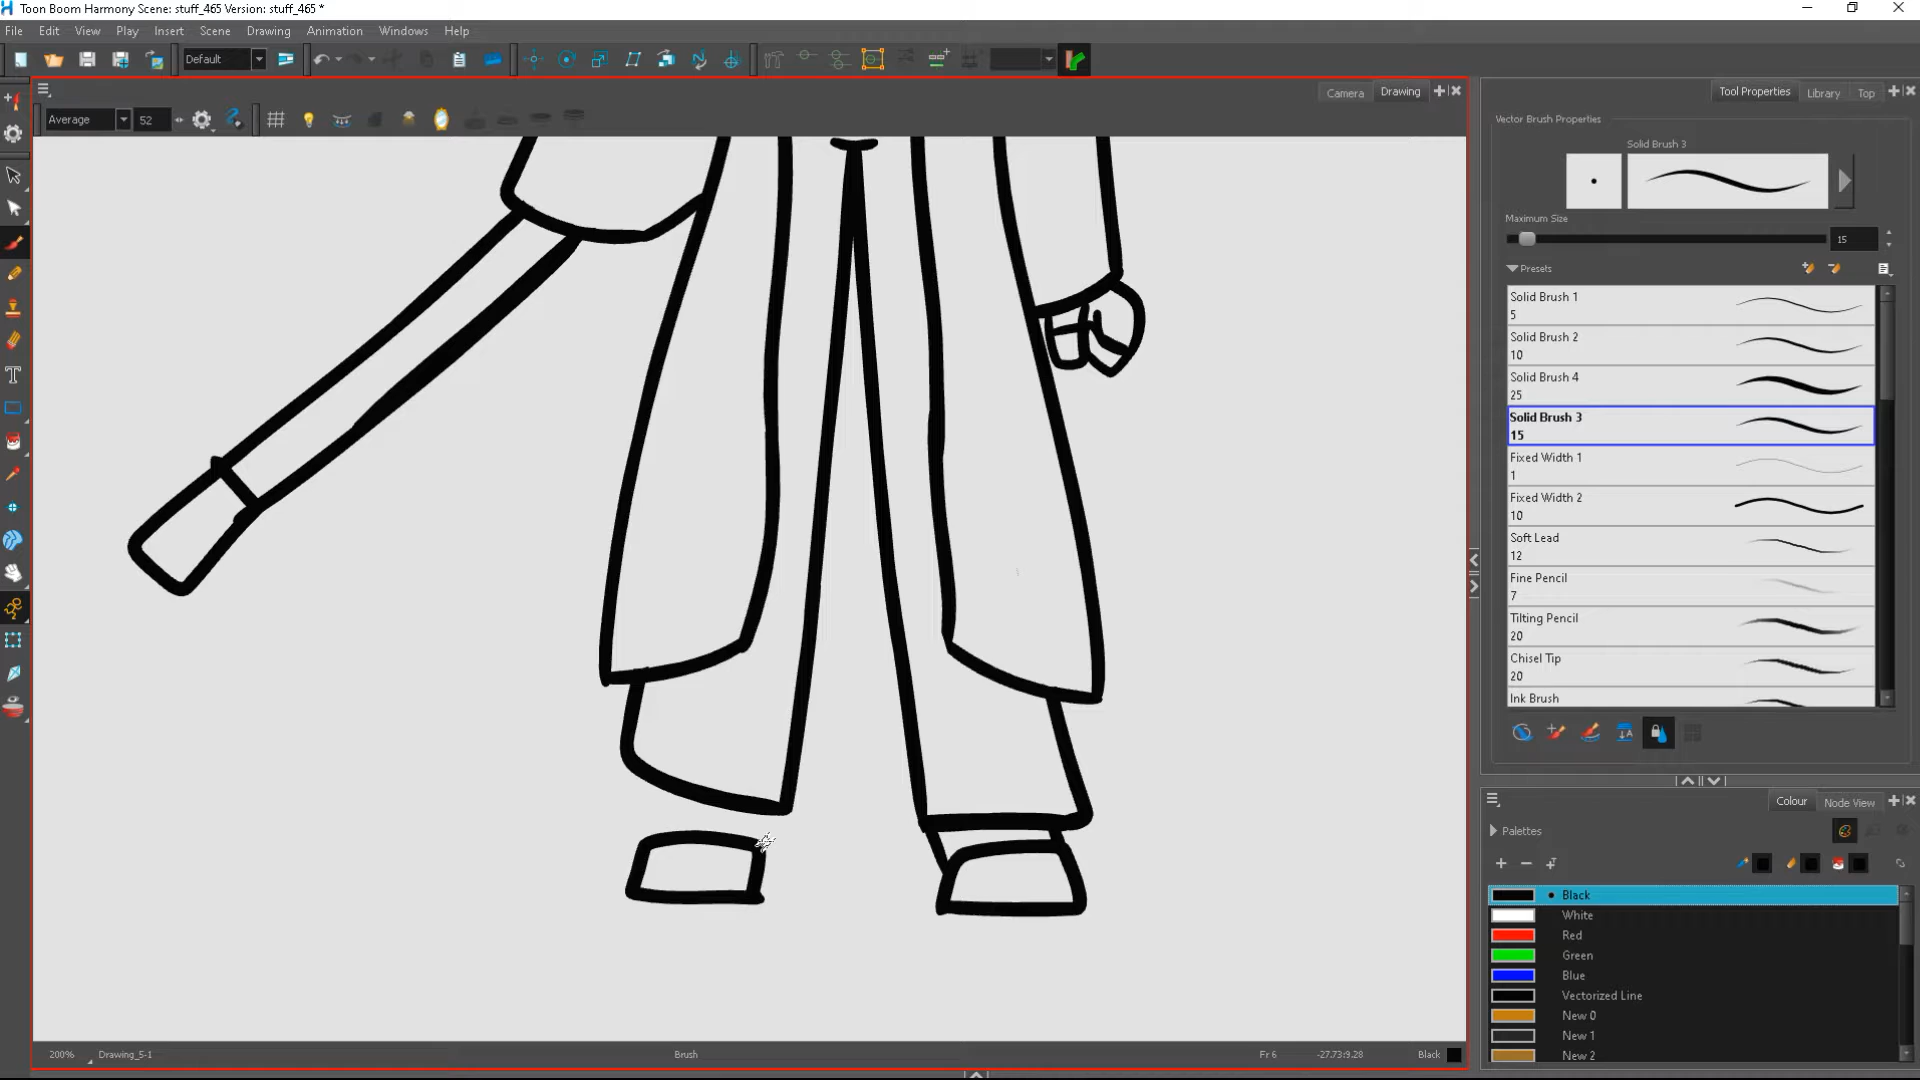 Toon Boom Harmony Scene: stuff_465 Version: stuff_465 *
File Edit View Play Insert Scene Drawing Animation Windows Help
Default
Camera Drawing
Average 52
Tool Properties Library Top
Vector Brush Properties
Solid Brush 3
Maximum Size
15
Presets
Solid Brush 1
5
Solid Brush 2
10
Solid Brush 4
25
Solid Brush 3
15
Fixed Width 1
1
Fixed Width 2
10
Soft Lead
12
Fine Pencil
7
Tilting Pencil
20
Chisel Tip
20
Ink Brush
Colour Node View
Palettes
Black
White
Red
Green
Blue
Vectorized Line
New 0
New 1
New 2
200% Drawing_5-1 Brush Fr 6 -27.73:9.28 Black